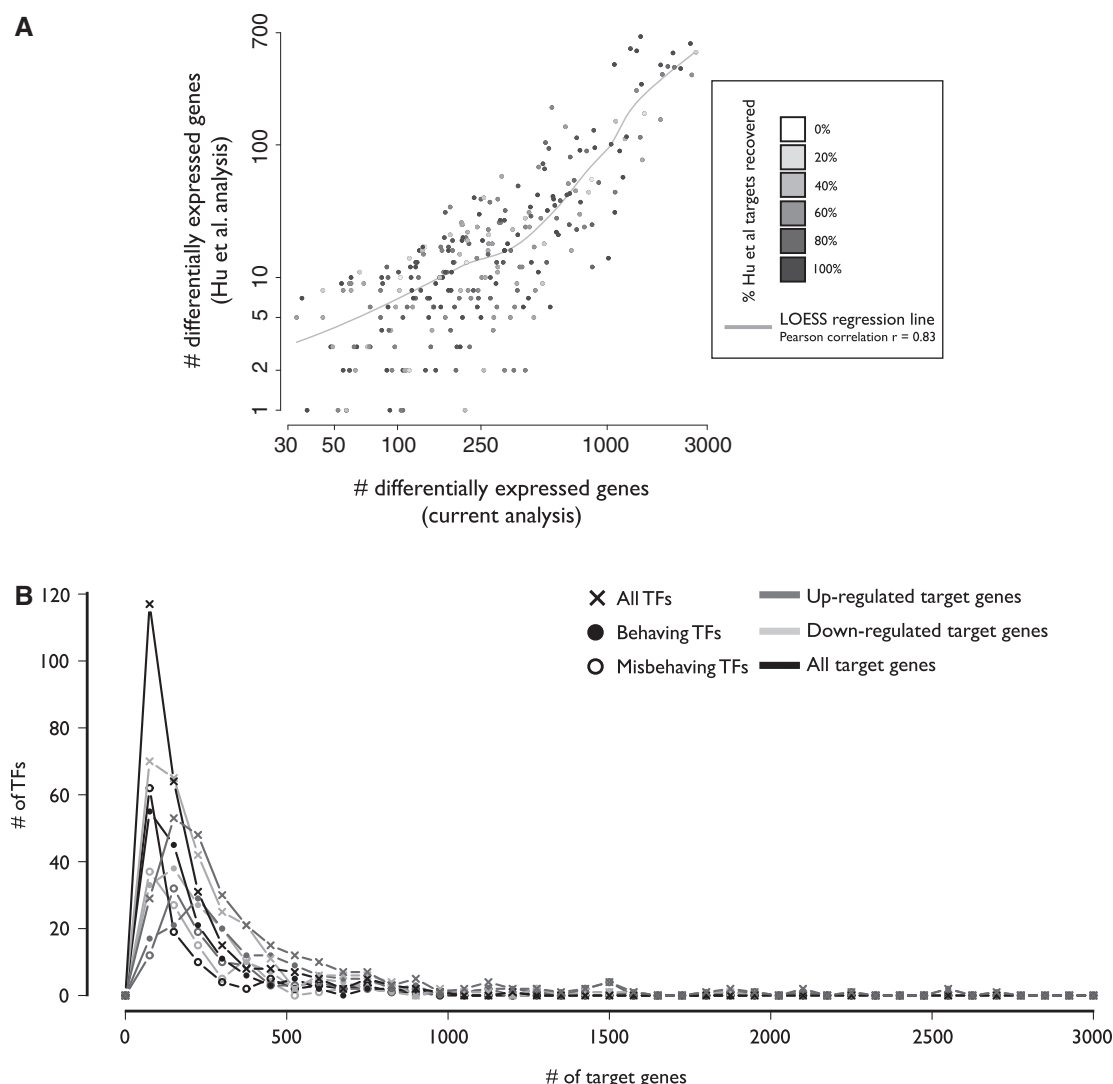 A
# differentially expressed genes
(Hu et al. analysis)
700
100
10
5
2
1
30 50 100 250 1000 3000
# differentially expressed genes
(current analysis)
% Hu et al targets recovered
0%
20%
40%
60%
80%
100%
LOESS regression line
Pearson correlation r = 0.83
B
# of TFs
120
100
80
60
40
20
0
All TFs
Behaving TFs
Misbehaving TFs
Up-regulated target genes
Down-regulated target genes
All target genes
0 500 1000 1500 2000 2500 3000
# of target genes